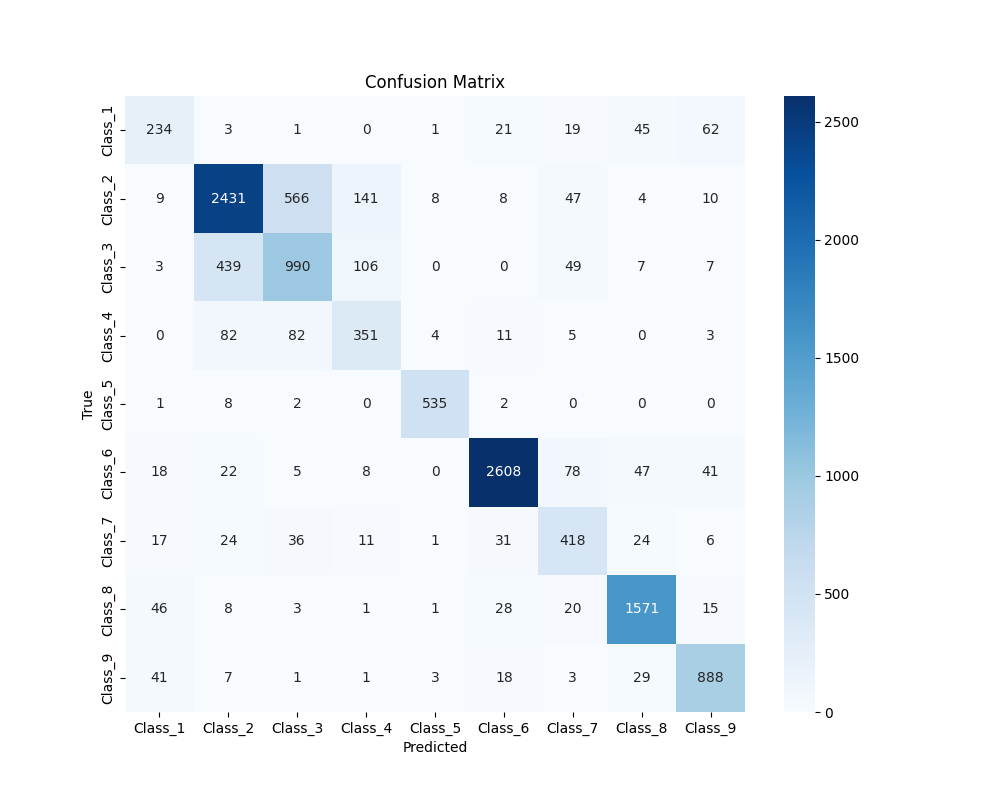 Confusion Matrix
Class_1 234 3 1 0 1 21 19 45 62
Class_2 9 2431 566 141 8 8 47 4 10
Class_3 3 439 990 106 0 0 49 7 7
Class_4 0 82 82 351 4 11 5 0 3
Class_5 1 8 2 0 535 2 0 0 0
Class_6 18 22 5 8 0 2608 78 47 41
Class_7 17 24 36 11 1 31 418 24 6
Class_8 46 8 3 1 1 28 20 1571 15
Class_9 41 7 1 1 3 18 3 29 888
Class_1 Class_2 Class_3 Class_4 Class_5 Class_6 Class_7 Class_8 Class_9
Predicted
True
2500
2000
1500
1000
500
0